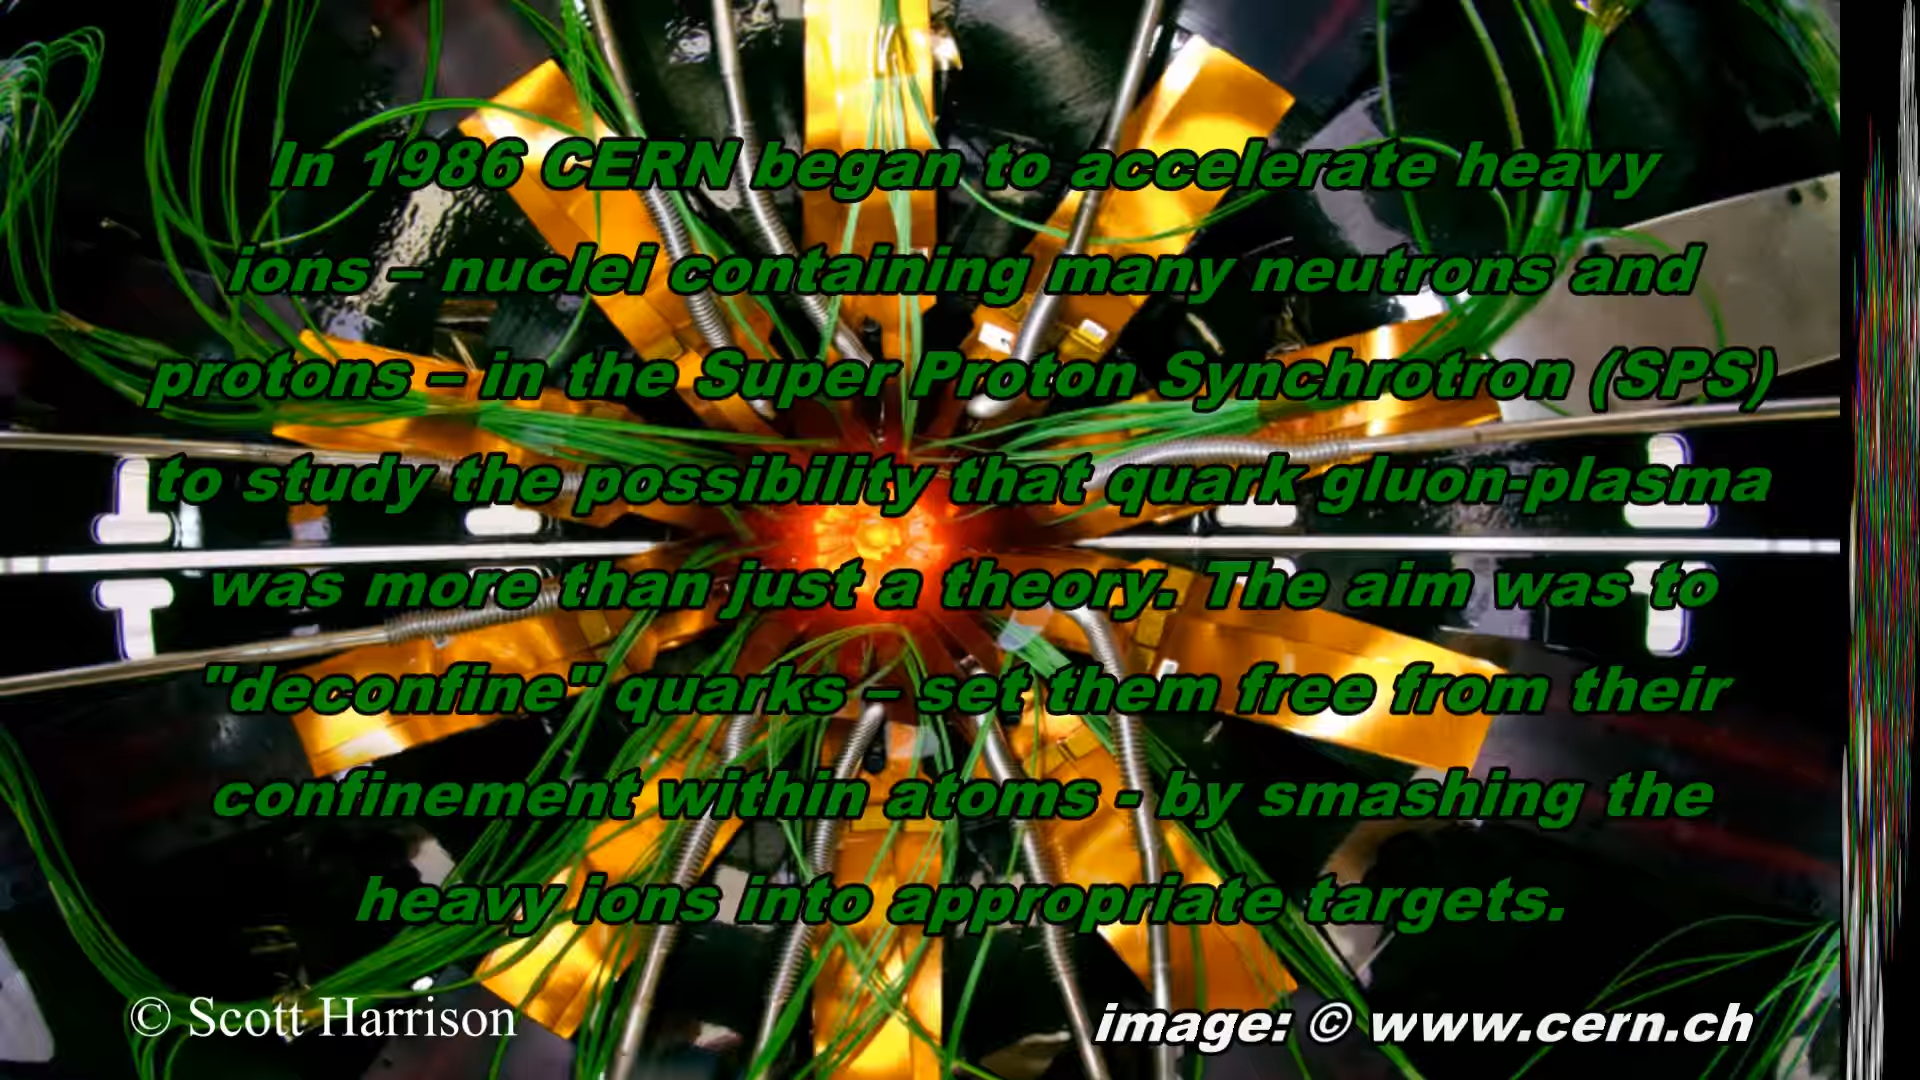 In 1986 CERN began to accelerate heavy
ions – nuclei containing many neutrons and
protons – in the Super Proton Synchrotron (SPS)
to study the possibility that quark gluon-plasma
was more than just a theory. The aim was to
"deconfine" quarks – set them free from their
confinement within atoms - by smashing the
heavy ions into appropriate targets.
© Scott Harrison
image: © www.cern.ch